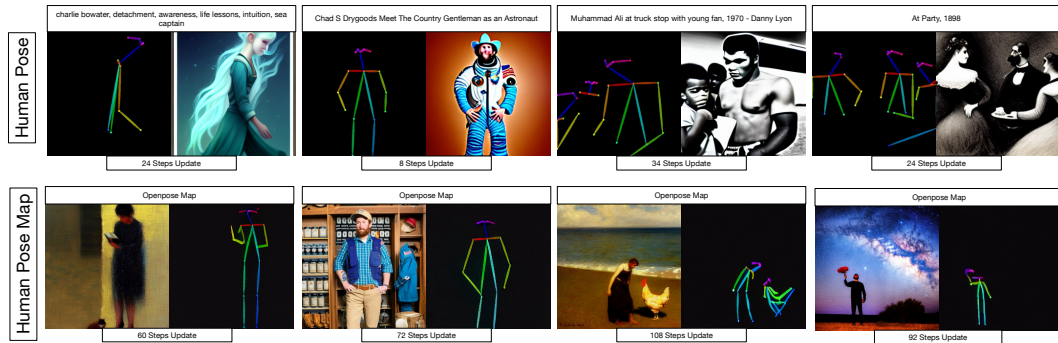 charlie bowater, detachment, awareness, life lessons, intuition, sea
captain
Chad S Drygoods Meet The Country Gentleman as an Astronaut
Muhammad Ali at truck stop with young fan, 1970 - Danny Lyon
At Party, 1898
Human Pose
24 Steps Update
8 Steps Update
34 Steps Update
24 Steps Update
Openpose Map
Openpose Map
Openpose Map
Openpose Map
Human Pose Map
60 Steps Update
72 Steps Update
108 Steps Update
92 Steps Update